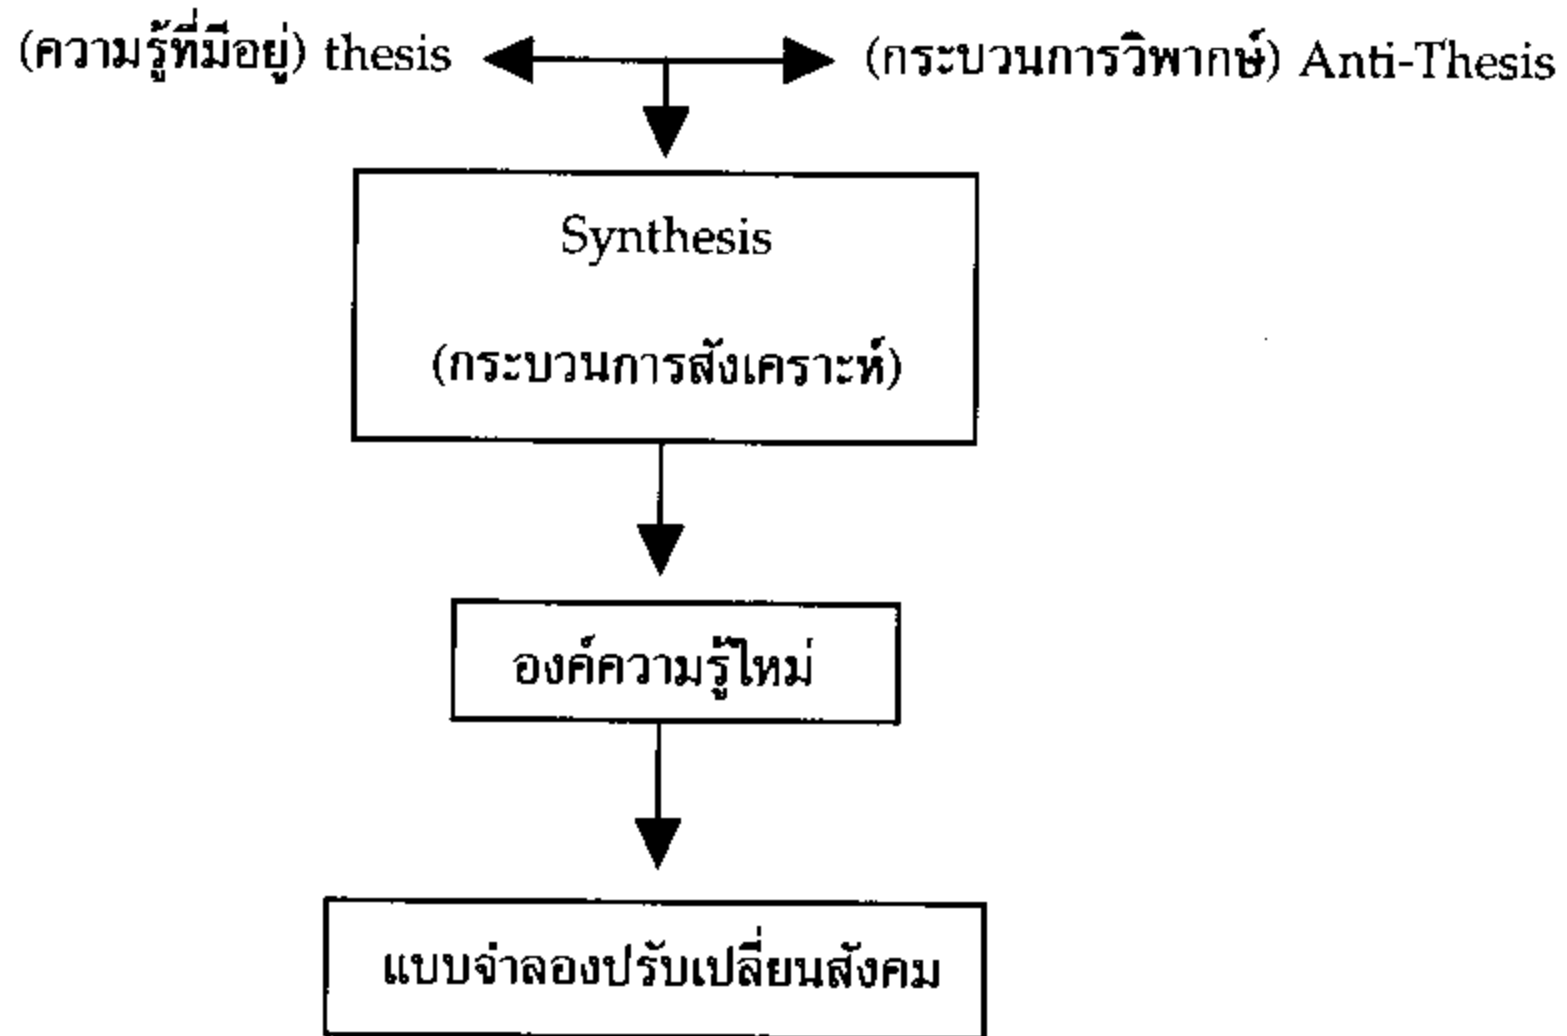 (ความรู้ที่มีอยู่) thesis (กระบวนการวิพากษ์) Anti-Thesis
Synthesis
(กระบวนการสังเคราะห์)
องค์ความรู้ใหม่
แบบจำลองปรับเปลี่ยนสังคม